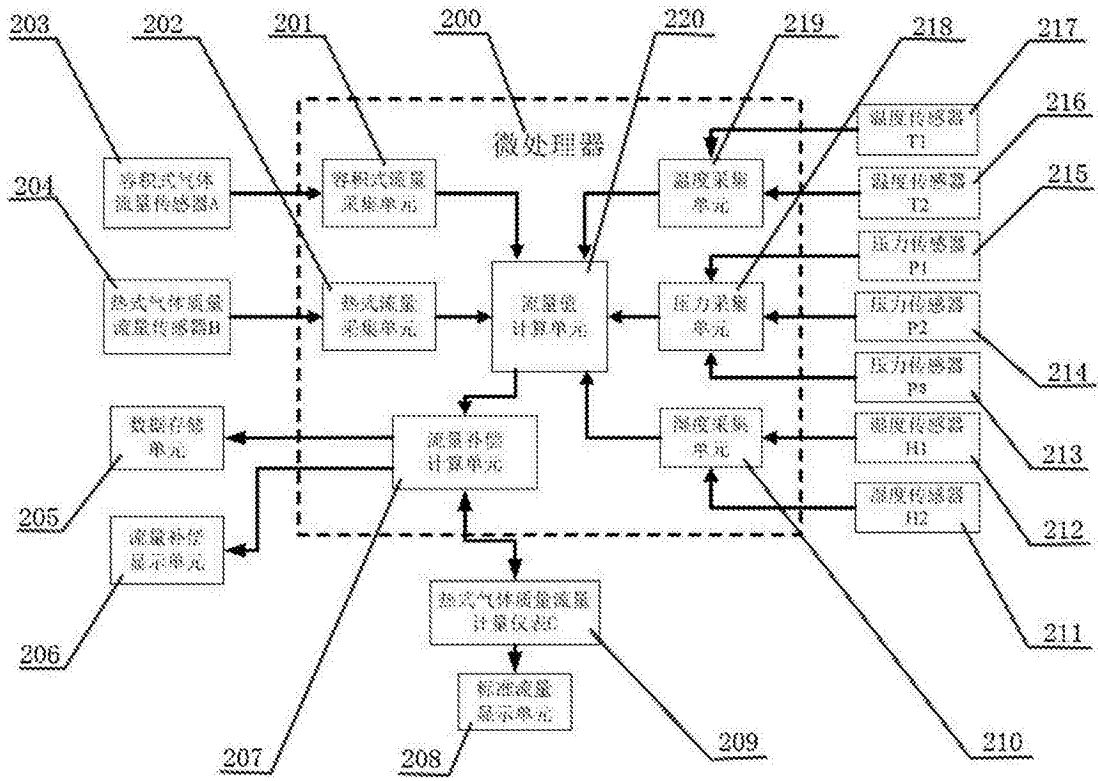 203
202
201
200
220
219
218
217
微处理器
温度传感器
T1
216
容积式气体
流量传感器A
容积式流量
采集单元
温度采集
单元
温度传感器
T2
215
204
压力传感器
P1
热式气体质量
流量传感器B
热式流量
采集单元
流量值
计算单元
压力采集
单元
压力传感器
P2
214
压力传感器
P3
数据存储
单元
流量补偿
计算单元
湿度采集
单元
湿度传感器
H1
213
205
湿度传感器
H2
212
流量补偿
显示单元
206
热式气体质量流量
计量仪表C
211
标准流量
显示单元
207
208
209
210